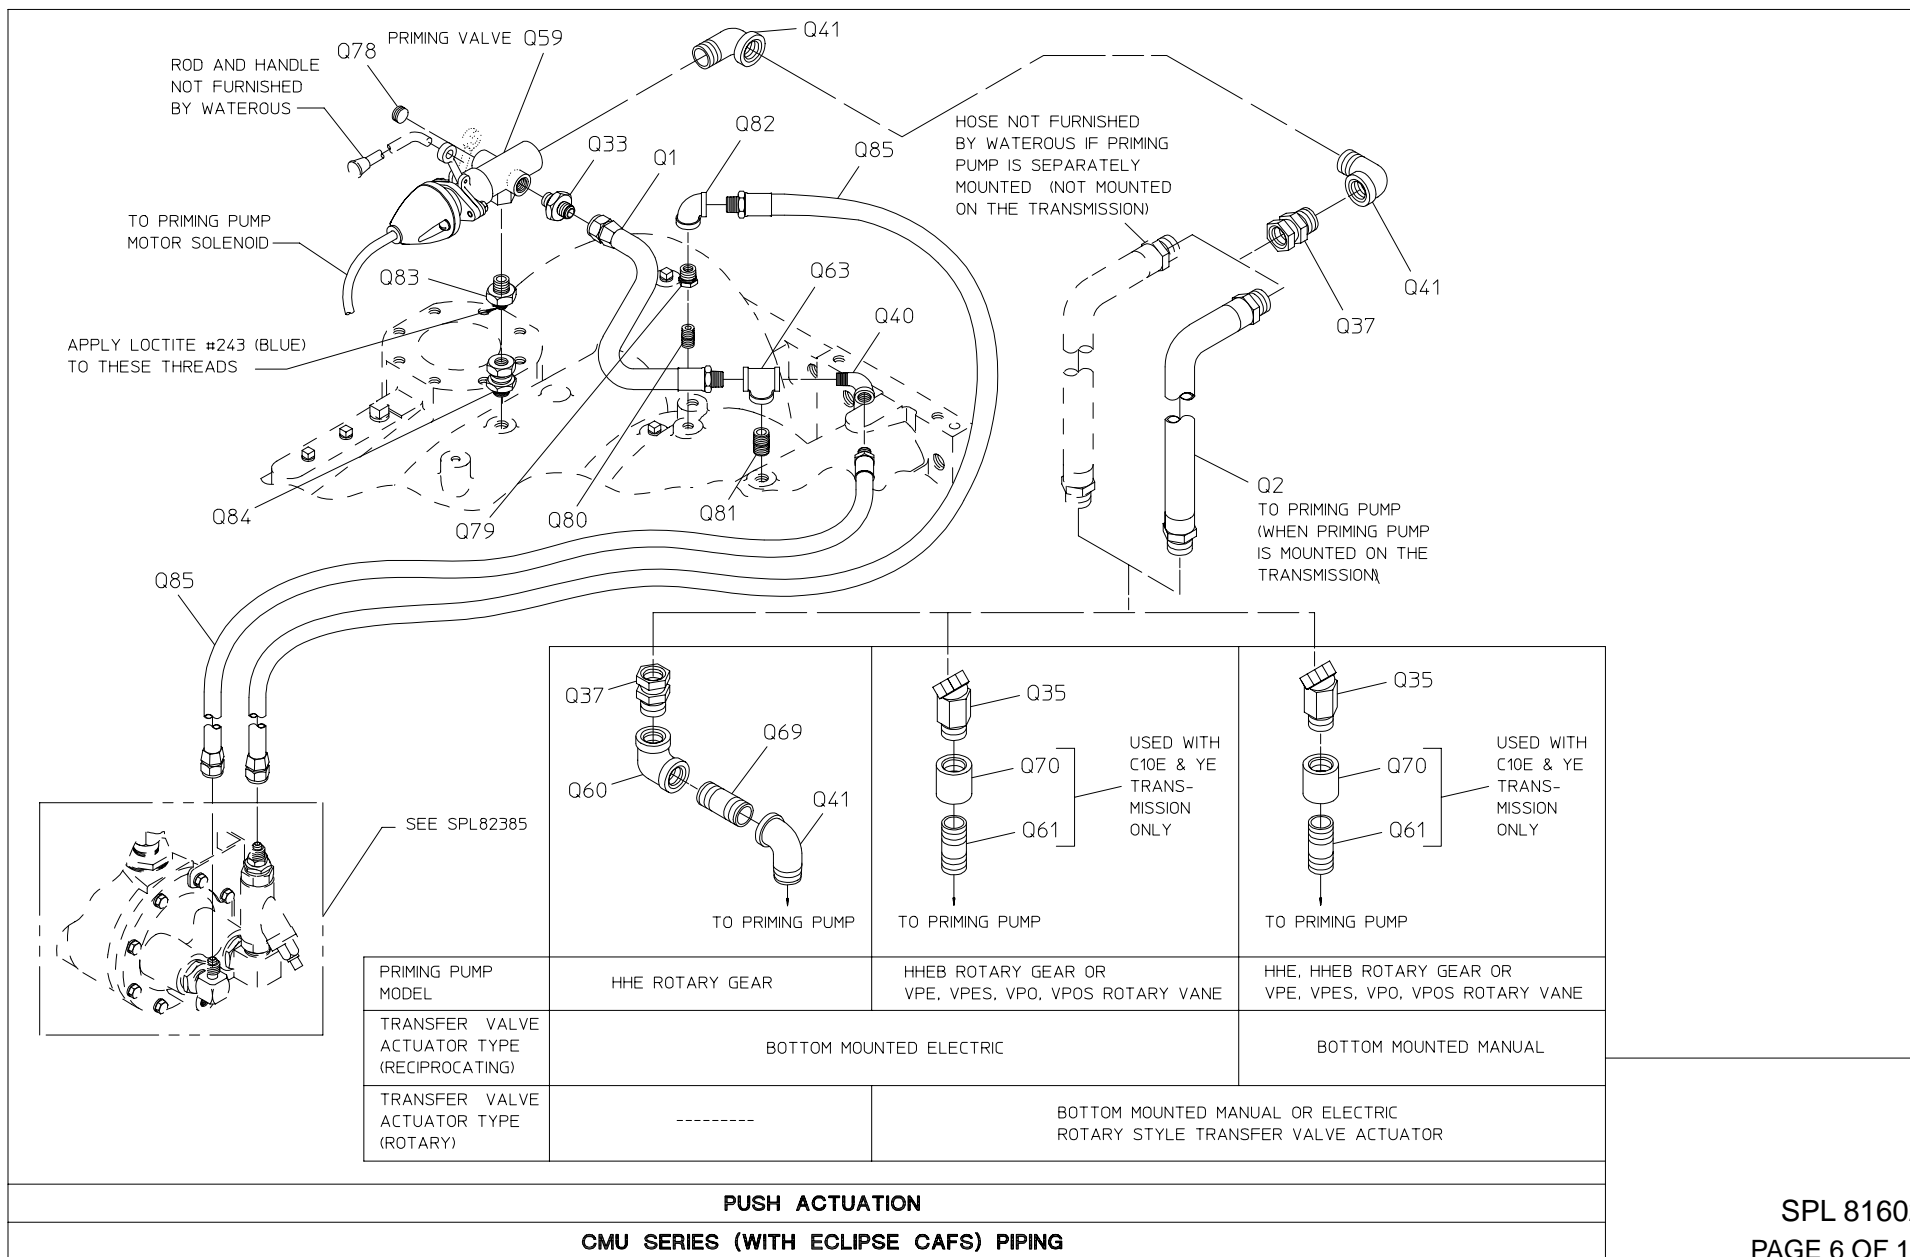 Q41
PRIMING VALVE Q59
Q78
ROD AND HANDLE
NOT FURNISHED
BY WATEROUS
Q33
Q1
Q82
Q85
HOSE NOT FURNISHED
BY WATEROUS IF PRIMING
PUMP IS SEPARATELY
MOUNTED (NOT MOUNTED
ON THE TRANSMISSION)
TO PRIMING PUMP
MOTOR SOLENOID
Q83
Q63
Q41
Q37
Q40
APPLY LOCTITE #243 (BLUE)
TO THESE THREADS
Q84
Q79
Q80
Q81
Q2
TO PRIMING PUMP
(WHEN PRIMING PUMP
IS MOUNTED ON THE
TRANSMISSION)
Q85
Q37
Q69
Q60
Q41
TO PRIMING PUMP
Q35
Q70
Q61
USED WITH
C10E & YE
TRANS-
MISSION
ONLY
TO PRIMING PUMP
Q35
Q70
Q61
USED WITH
C10E & YE
TRANS-
MISSION
ONLY
TO PRIMING PUMP
SEE SPL82385
PRIMING PUMP
MODEL
HHE ROTARY GEAR
HHEB ROTARY GEAR OR
VPE, VPES, VPO, VPOS ROTARY VANE
HHE, HHEB ROTARY GEAR OR
VPE, VPES, VPO, VPOS ROTARY VANE
TRANSFER VALVE
ACTUATOR TYPE
(RECIPROCATING)
BOTTOM MOUNTED ELECTRIC
BOTTOM MOUNTED MANUAL
TRANSFER VALVE
ACTUATOR TYPE
(ROTARY)
---------
BOTTOM MOUNTED MANUAL OR ELECTRIC
ROTARY STYLE TRANSFER VALVE ACTUATOR
PUSH ACTUATION
CMU SERIES (WITH ECLIPSE CAFS) PIPING
SPL 8160
PAGE 6 OF 1